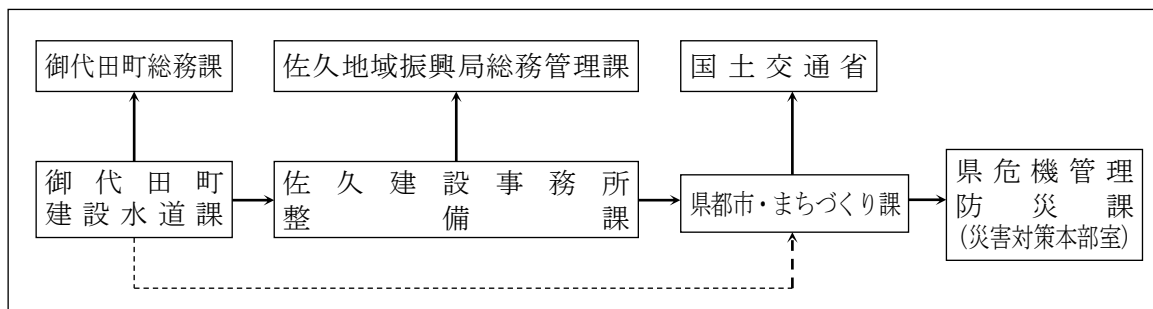 御代田町総務課
佐久地域振興局総務管理課
国土交通省
御代田町
建設水道課
佐久建設事務所
整備課
県都市・まちづくり課
県危機管理
防災課
(災害対策本部室)